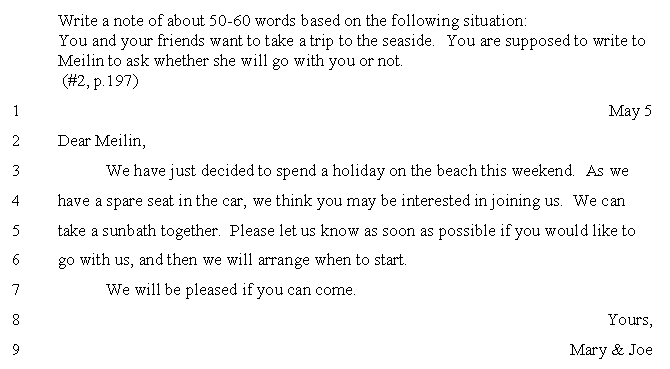 Write a note of about 50-60 words based on the following situation:
You and your friends want to take a trip to the seaside. You are supposed to write to
Meilin to ask whether she will go with you or not.
(#2, p.197)
1 May 5
2 Dear Meilin,
3 We have just decided to spend a holiday on the beach this weekend. As we
4 have a spare seat in the car, we think you may be interested in joining us. We can
5 take a sunbath together. Please let us know as soon as possible if you would like to
6 go with us, and then we will arrange when to start.
7 We will be pleased if you can come.
8 Yours,
9 Mary & Joe